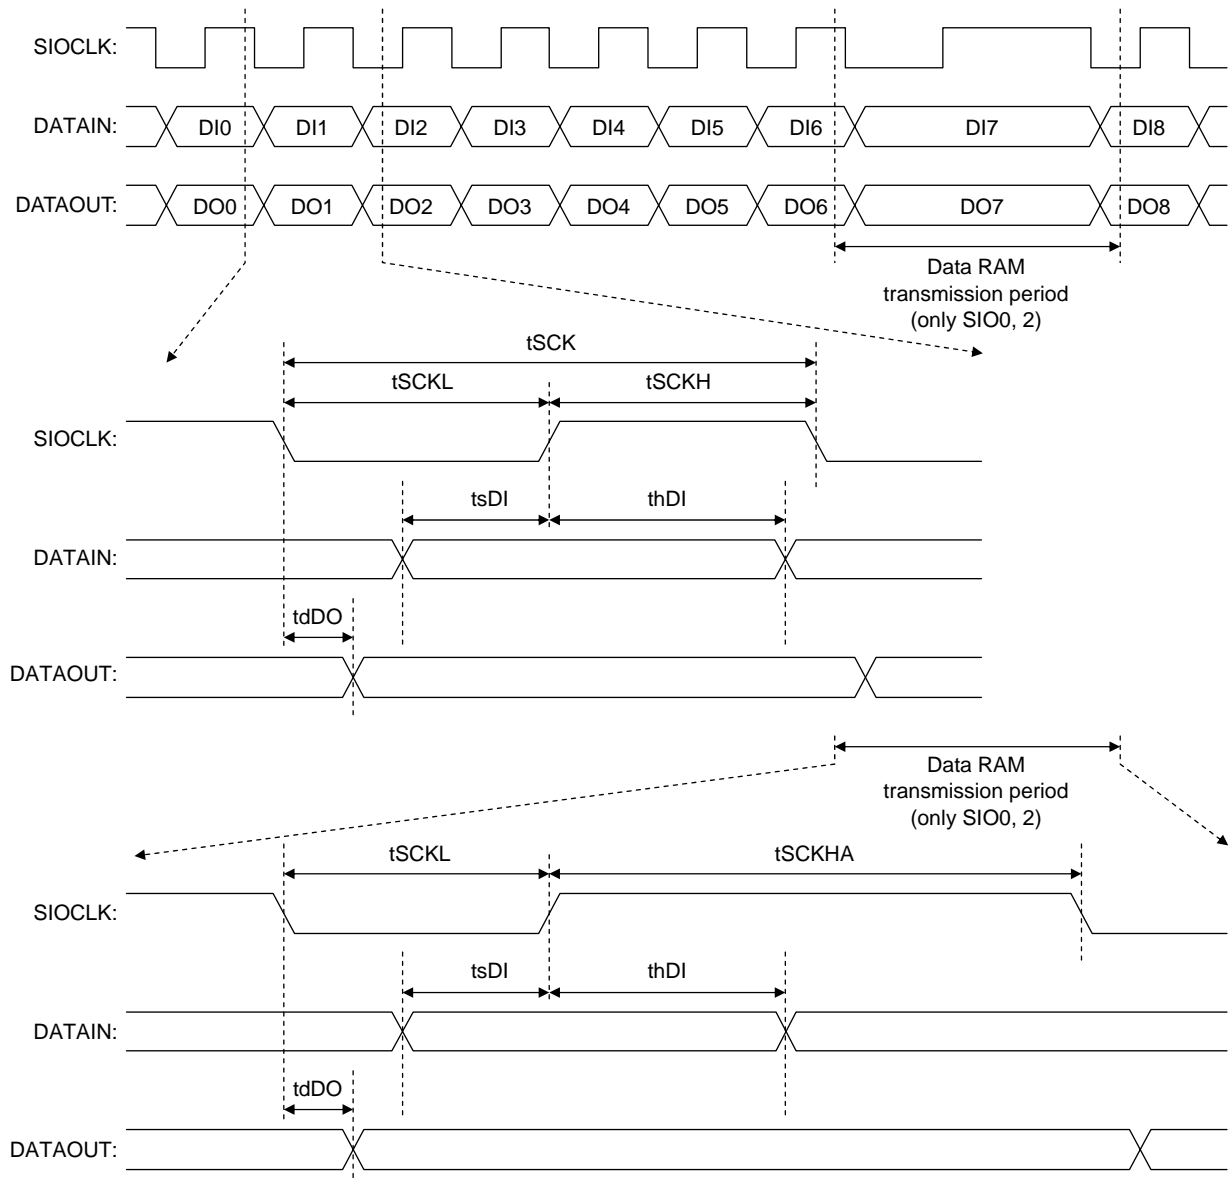 SIOCLK:
DATAIN: DI0 DI1 DI2 DI3 DI4 DI5 DI6 DI7 DI8
DATAOUT: DO0 DO1 DO2 DO3 DO4 DO5 DO6 DO7 DO8
Data RAM
transmission period
(only SIO0, 2)
tSCK
tSCKL tSCKH
SIOCLK:
tsDI thDI
DATAIN:
tdDO
DATAOUT:
Data RAM
transmission period
(only SIO0, 2)
tSCKL tSCKHA
SIOCLK:
tsDI thDI
DATAIN:
tdDO
DATAOUT: